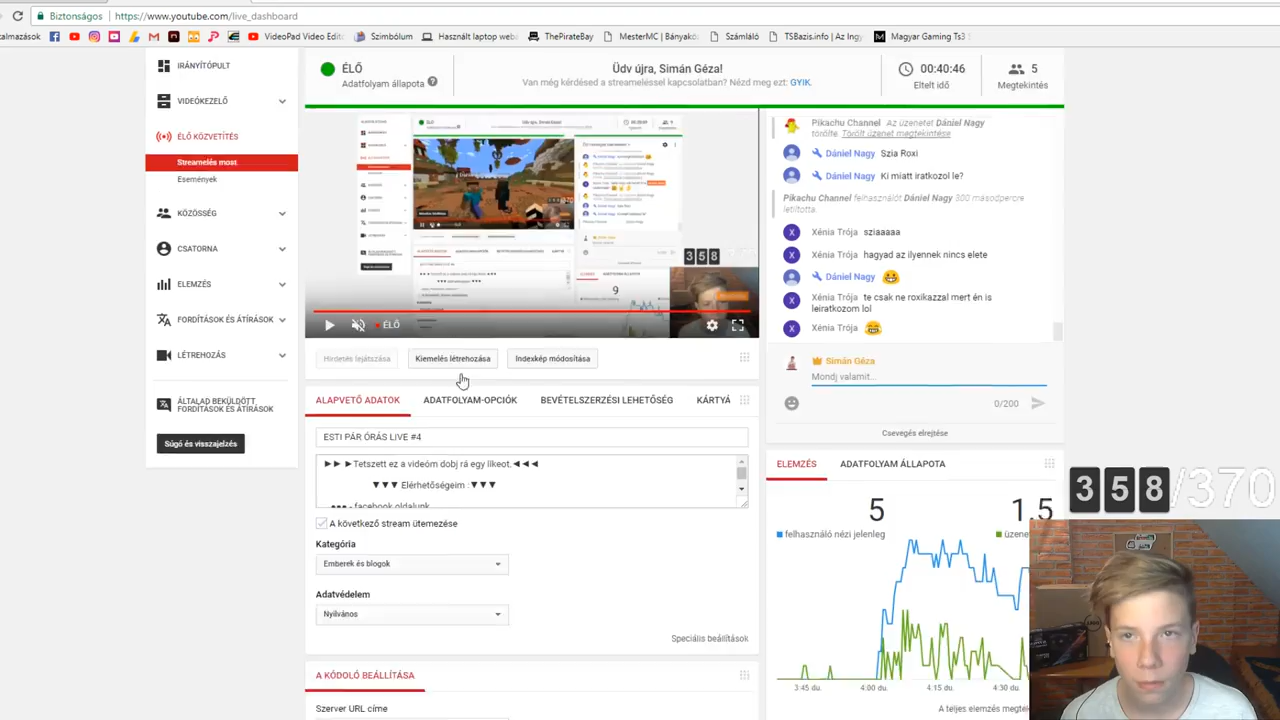 Biztonságos
https://www.youtube.com/live_dashboard
kalmazások
VideoPad Video Edito
Szimbólum
Használt laptop web
ThePirateBay
MesterMC | Bányakó
Számláló
TSBazis.info | Az Ing
Magyar Gaming Ts3
IRÁNYÍTÓPULT
VIDEÓKEZELŐ
ÉLŐ KÖZVETÍTÉS
Streamelés most
Események
KÖZÖSSÉG
CSATORNA
ELEMZÉS
FORDÍTÁSOK ÉS ÁTÍRÁSOK
LÉTREHOZÁS
ÁLTALAD BEKÜLDÖTT
FORDÍTÁSOK ÉS ÁTÍRÁSOK
Súgó és visszajelzés
ÉLŐ
Adatfolyam állapota
Üdv újra, Simán Géza!
Van még kérdésed a streameléssel kapcsolatban? Nézd meg ezt: GYIK.
00:40:46
Eltelt idő
5
Megtekintés
358
ÉLŐ
Hirdetés lejátszása
Kiemelés létrehozása
Indexkép módosítása
ALAPVETŐ ADATOK
ADATFOLYAM-OPCIÓK
BEVÉTELSZERZÉSI LEHETŐSÉG
KÁRTYÁ
ESTI PÁR ÓRÁS LIVE #4
►► ►Tetszett ez a videóm dobj rá egy likeot.◄◄◄
▼▼▼ Elérhetőségeim :▼▼▼
facebook oldalunk
A következő stream ütemezése
Kategória
Emberek és blogok
Adatvédelem
Nyilvános
Speciális beállítások
A KÓDOLÓ BEÁLLÍTÁSA
Szerver URL címe
Pikachu Channel Az üzenetet Dániel Nagy
törölte. Törölt üzenet megtekintése
Dániel Nagy Szia Roxi
Dániel Nagy Ki miatt iratkozol le?
Pikachu Channel felhasználót Dániel Nagy 300 másodpercre
letiltotta.
Xénia Trója sziaaaaa
Xénia Trója hagyad az ilyennek nincs elete
Dániel Nagy 😀
Xénia Trója te csak ne roxikazzal mert én is
leiratkozom lol
Xénia Trója 😂
Simán Géza
Mondj valamit...
0/200
Csevegés elrejtése
ELEMZÉS
ADATFOLYAM ÁLLAPOTA
5
1.5
felhasználó nézi jelenleg
üzene
3:45 du.
4:00 du.
4:15 du.
4:30 du.
A teljes elemzés megtek
358/370